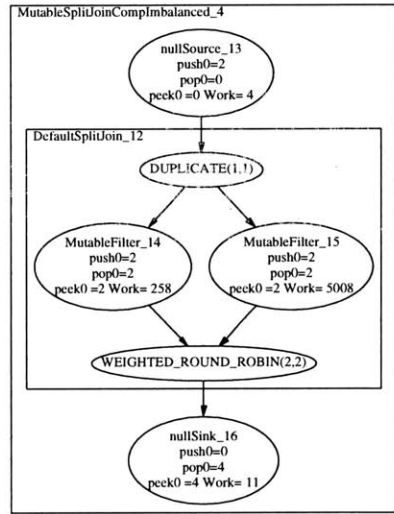 MutableSplitJoinCompImbalanced_4
nullSource_13
push0=2
pop0=0
peek0 =0 Work= 4
DefaultSplitJoin_12
DUPLICATE(1,1)
MutableFilter_14
push0=2
pop0=2
peek0 =2 Work= 258
MutableFilter_15
push0=2
pop0=2
peek0 =2 Work= 5008
WEIGHTED_ROUND_ROBIN(2,2)
nullSink_16
push0=0
pop0=4
peek0 =4 Work= 11